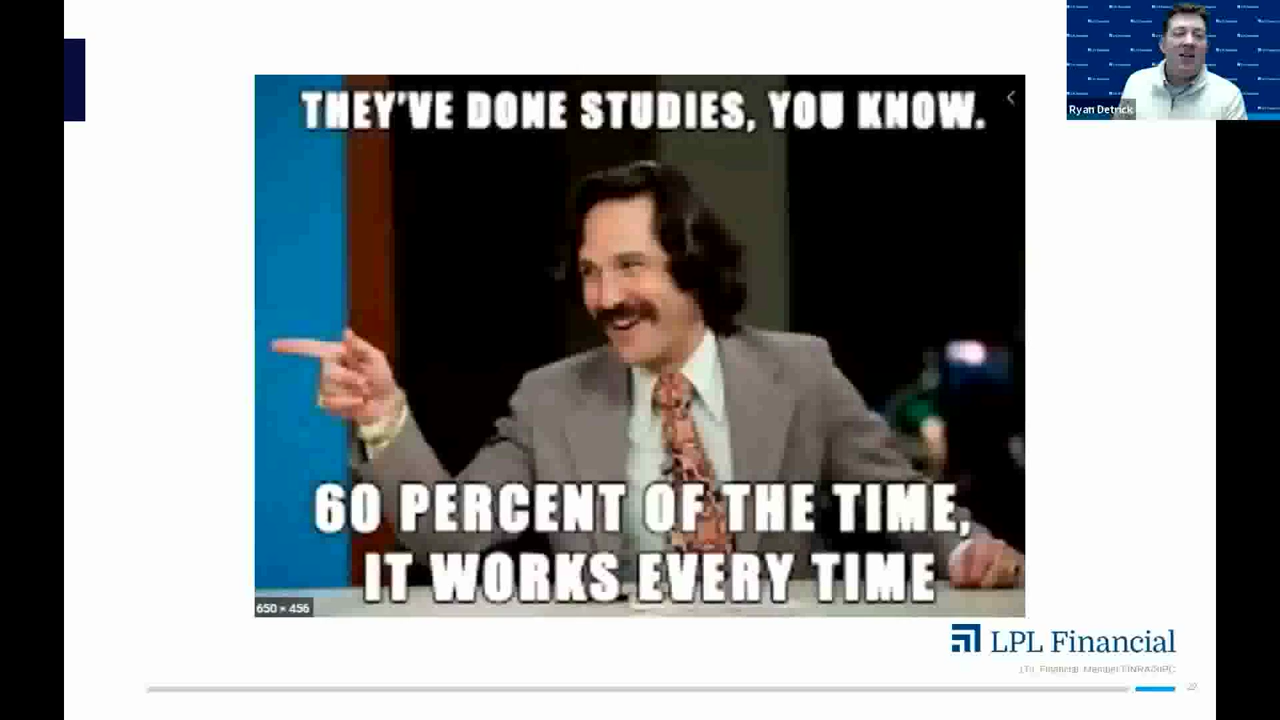 THEY'VE DONE STUDIES, YOU KNOW.
Ryan Detrick
60 PERCENT OF THE TIME,
IT WORKS EVERY TIME
650 × 456
LPL Financial